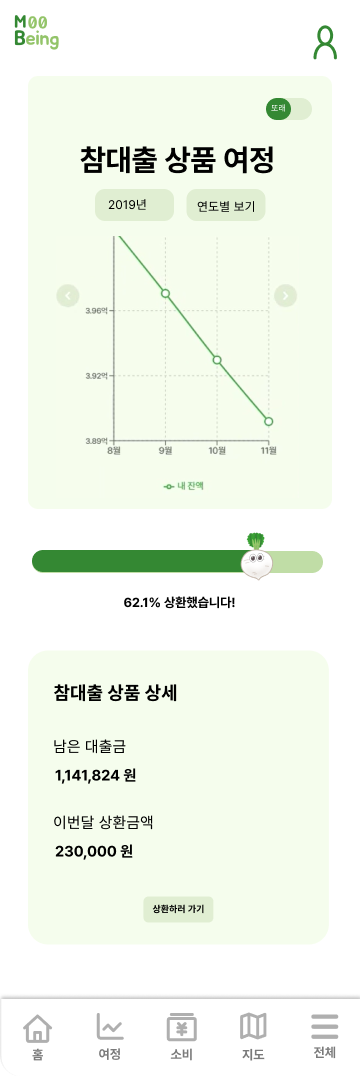 M00
Being
또래
참대출 상품 여정
2019년
연도별 보기
3.96억
3.92억
3.89억
8월 9월 10월 11월
내 잔액
62.1% 상환했습니다!
참대출 상품 상세
남은 대출금
1,141,824 원
이번달 상환금액
230,000 원
상환하러 가기
홈 여정 소비 지도 전체